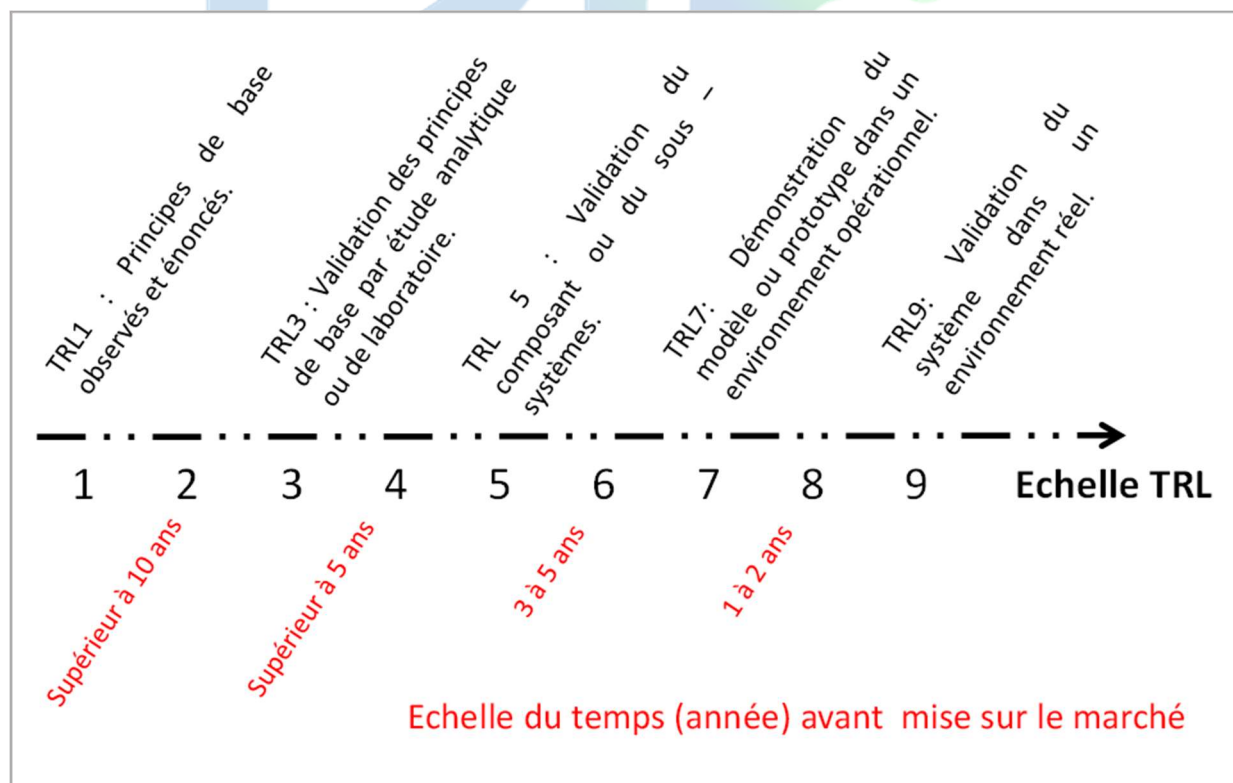 TRL1 : Principes de base
observés et énoncés.
TRL3 : Validation des principes
de base par étude analytique
ou de laboratoire.
TRL 5 : Validation du
composant ou du sous –
systèmes.
TRL7: Démonstration du
modèle ou prototype dans un
environnement opérationnel.
TRL9: Validation du
système dans un
environnement réel.
1 2 3 4 5 6 7 8 9 Echelle TRL
Supérieur à 10 ans
Supérieur à 5 ans
3 à 5 ans
1 à 2 ans
Echelle du temps (année) avant mise sur le marché